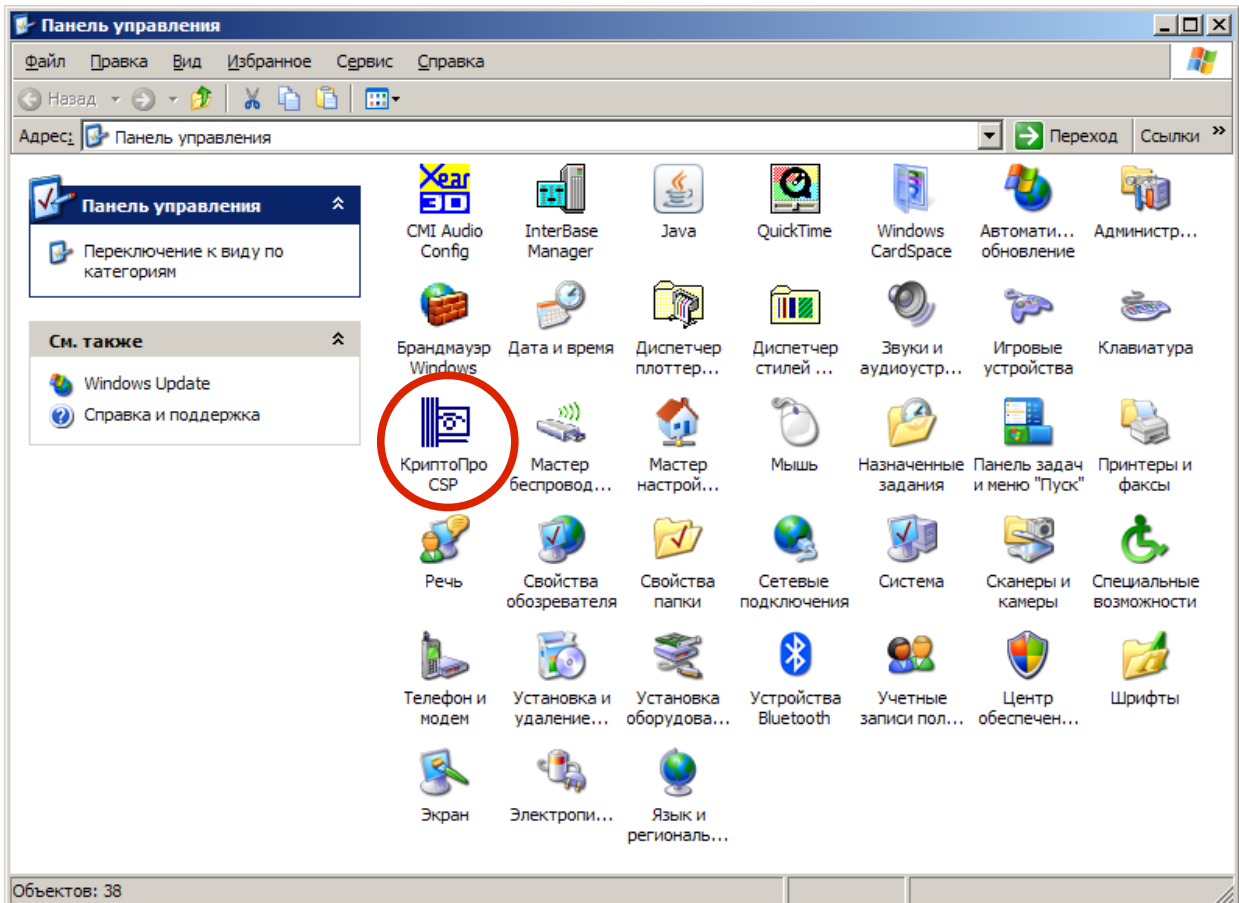 Панель управления
Файл Правка Вид Избранное Сервис Справка
Назад
Адрес: Панель управления Переход Ссылки »
Панель управления
Переключение к виду по
категориям
См. также
Windows Update
Справка и поддержка
Xear
3D
CMI Audio
Config
InterBase
Manager
Java
QuickTime
Windows
CardSpace
Автомати...
обновление
Администр...
Брандмауэр
Windows
Дата и время
Диспетчер
плоттер...
Диспетчер
стилей ...
Звуки и
аудиоустр...
Игровые
устройства
Клавиатура
КриптоПро
CSP
Мастер
беспровод...
Мастер
настрой...
Мышь
Назначенные
задания
Панель задач
и меню "Пуск"
Принтеры и
факсы
Речь
Свойства
обозревателя
Свойства
папки
Сетевые
подключения
Система
Сканеры и
камеры
Специальные
возможности
Телефон и
модем
Установка и
удаление...
Установка
оборудова...
Устройства
Bluetooth
Учетные
записи пол...
Центр
обеспечен...
Шрифты
Экран
Электропи...
Язык и
региональ...
Объектов: 38